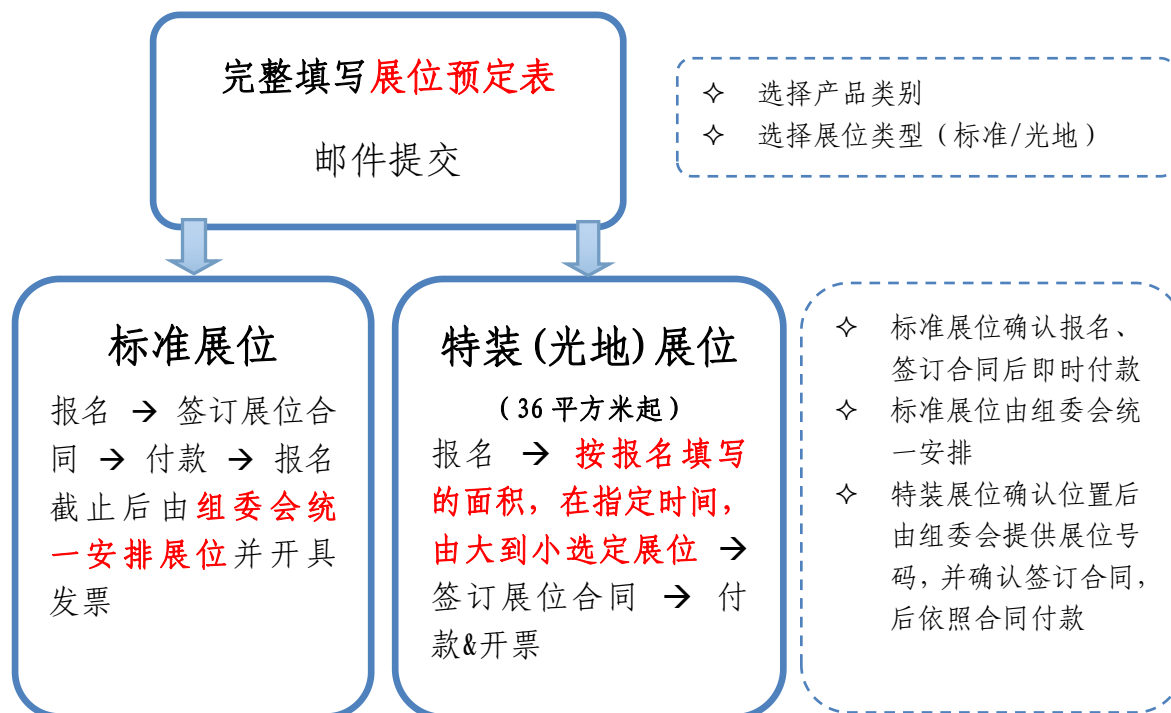 完整填写展位预定表
邮件提交
✧ 选择产品类别
✧ 选择展位类型（标准/光地）
标准展位
报名 → 签订展位合
同 → 付款 → 报名
截止后由组委会统
一安排展位并开具
发票
特装(光地)展位
（36 平方米起）
报名 → 按报名填写
的面积，在指定时间，
由大到小选定展位 →
签订展位合同 → 付
款&开票
✧ 标准展位确认报名、
签订合同后即时付款
✧ 标准展位由组委会统
一安排
✧ 特装展位确认位置后
由组委会提供展位号
码，并确认签订合同，
后依照合同付款